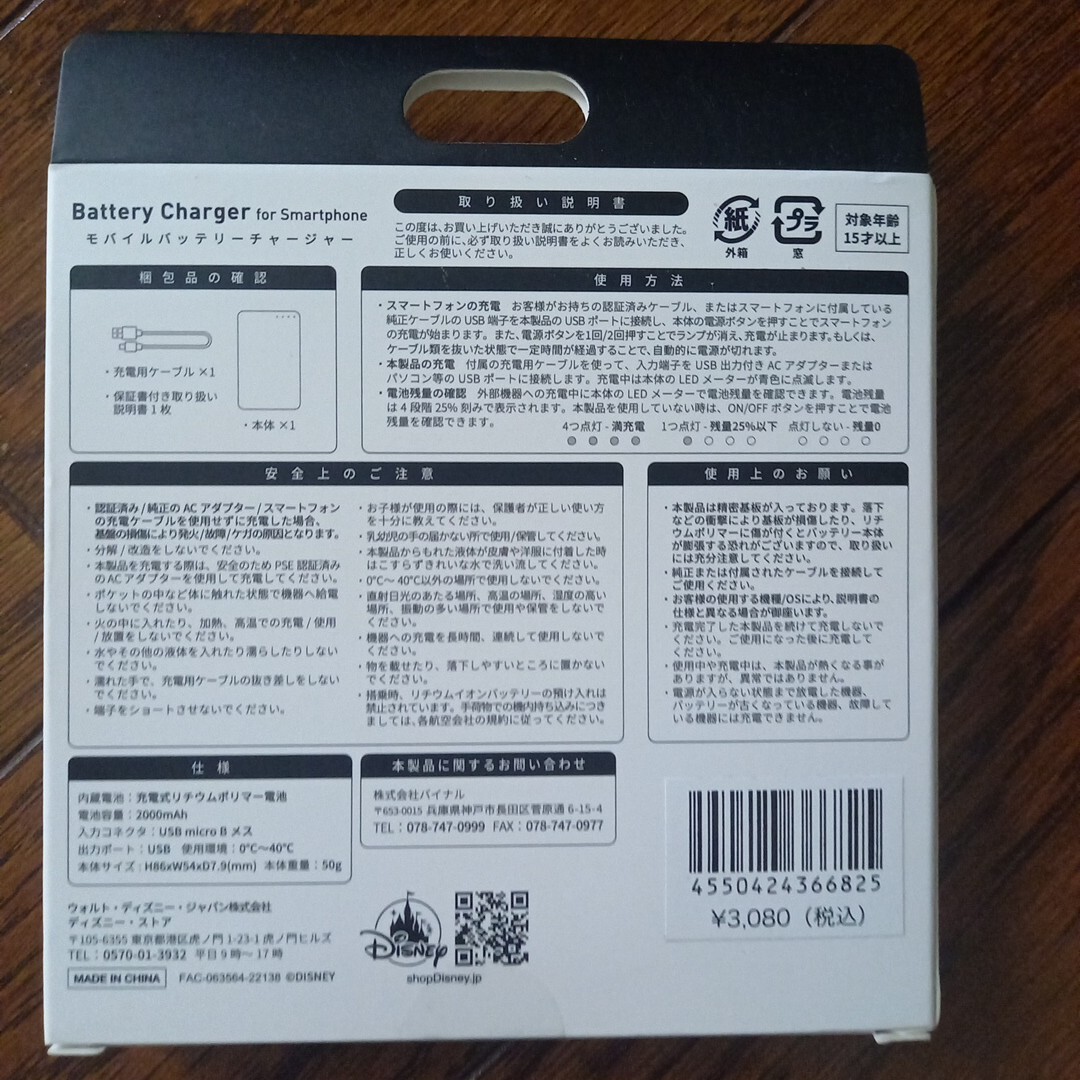 Battery Charger for Smartphone
モバイルバッテリーチャージャー
取り扱い説明書
この度は、お買い上げいただき誠にありがとうございました。
ご使用の前に、必ず取り扱い説明書をよくお読みいただき、
正しくお使いください。
紙
外箱
プラ
窓
対象年齢
15才以上
梱包品の確認
・充電用ケーブル ×1
・保証書付き取り扱い
説明書 1 枚
・本体 ×1
使用方法
・スマートフォンの充電 お客様がお持ちの認証済みケーブル、またはスマートフォンに付属している
純正ケーブルの USB 端子を本製品の USB ポートに接続し、本体の電源ボタンを押すことでスマートフォン
の充電が始まります。また、電源ボタンを1回/2回押すことでランプが消え、充電が止まります。もしくは、
ケーブル類を抜いた状態で一定時間が経過することで、自動的に電源が切れます。
・本製品の充電 付属の充電用ケーブルを使って、入力端子を USB 出力付き AC アダプターまたは
パソコン等の USB ポートに接続します。充電中は本体の LED メーターが青色に点滅します。
・電池残量の確認 外部機器への充電中に本体の LED メーターで電池残量を確認できます。電池残量
は 4 段階 25% 刻みで表示されます。本製品を使用していない時は、ON/OFF ボタンを押すことで電池
残量を確認できます。
4つ点灯 - 満充電 1つ点灯 - 残量25%以下 点灯しない - 残量0
安全上のご注意
・認証済み / 純正の AC アダプター / スマートフォン
の充電ケーブルを使用せずに充電した場合、
基盤の損傷により発火/故障/ケガの原因となります。
・分解 / 改造をしないでください。
・本製品を充電する際は、安全のため PSE 認証済み
の AC アダプターを使用して充電してください。
・ポケットの中など体に触れた状態で機器へ給電
しないでください。
・火の中に入れたり、加熱、高温での充電 / 使用
/ 放置をしないでください。
・水やその他の液体を入れたり濡らしたりしない
でください。
・濡れた手で、充電用ケーブルの抜き差しをしない
でください。
・端子をショートさせないでください。
・お子様が使用の際には、保護者が正しい使い方
を十分に教えてください。
・乳幼児の手の届かない所で使用/保管してください。
・本製品からもれた液体が皮膚や洋服に付着した時
はこすらずきれいな水で洗い流してください。
・0℃〜 40℃以外の場所で使用しないでください。
・直射日光のあたる場所、高温の場所、湿度の高い
場所、振動の多い場所で使用や保管をしないで
ください。
・機器への充電を長時間、連続して使用しないで
ください。
・物を載せたり、落下しやすいところに置かない
でください。
・搭乗時、リチウムイオンバッテリーの預け入れは
禁止されています。手荷物での機内持ち込みにつき
ましては、各航空会社の規約に従ってください。
使用上のお願い
・本製品は精密基板が入っております。落下
などの衝撃により基板が損傷したり、リチ
ウムポリマーに傷が付くとバッテリー本体
が膨張する恐れがございますので、取り扱い
には充分注意してください。
・純正または付属されたケーブルを接続して
ご使用ください。
・お客様の使用する機種/OSにより、説明書の
仕様と異なる場合が御座います。
・充電完了した本製品を続けて充電しないで
ください。ご使用になった後に充電して
ください。
・使用中や充電中は、本製品が熱くなる事が
ありますが、異常ではありません。
・電源が入らない状態まで放電した機器、
バッテリーが古くなっている機器、故障して
いる機器には充電できません。
仕様
内蔵電池：充電式リチウムポリマー電池
電池容量：2000mAh
入力コネクタ：USB micro B メス
出力ポート：USB 使用環境：0℃〜40℃
本体サイズ：H86xW54xD7.9(mm) 本体重量：50g
本製品に関するお問い合わせ
株式会社バイナル
〒653-0015 兵庫県神戸市長田区菅原通 6-15-4
TEL：078-747-0999 FAX：078-747-0977
4550424366825
¥3,080（税込）
ウォルト・ディズニー・ジャパン株式会社
ディズニー・ストア
〒105-6355 東京都港区虎ノ門 1-23-1 虎ノ門ヒルズ
TEL：0570-01-3932 平日 9 時〜 17 時
MADE IN CHINA FAC-063564-22138 ©DISNEY
Disney
shopDisney.jp